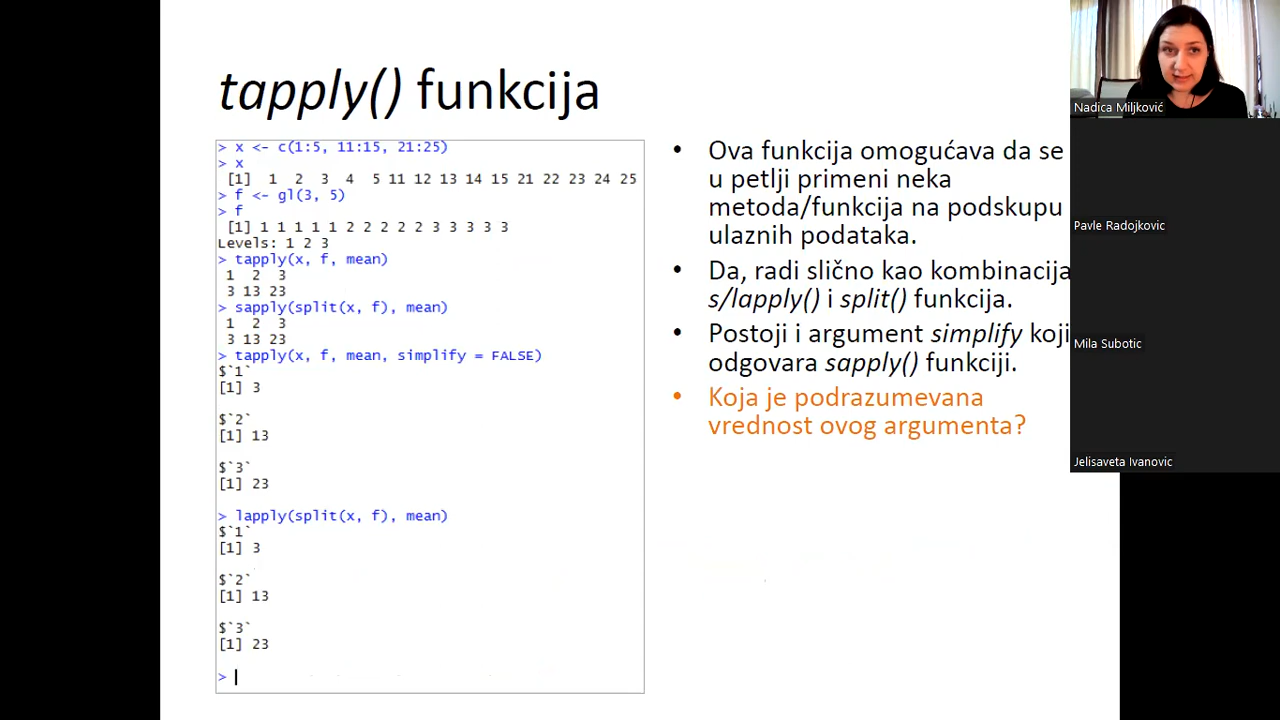 tapply() funkcija
> x <- c(1:5, 11:15, 21:25)
> x
[1] 1 2 3 4 5 11 12 13 14 15 21 22 23 24 25
> f <- gl(3, 5)
> f
[1] 1 1 1 1 1 2 2 2 2 2 3 3 3 3 3
Levels: 1 2 3
> tapply(x, f, mean)
1 2 3
3 13 23
> sapply(split(x, f), mean)
1 2 3
3 13 23
> tapply(x, f, mean, simplify = FALSE)
$`1`
[1] 3
$`2`
[1] 13
$`3`
[1] 23
> lapply(split(x, f), mean)
$`1`
[1] 3
$`2`
[1] 13
$`3`
[1] 23
>
• Ova funkcija omogućava da se
u petlji primeni neka
metoda/funkcija na podskupu
ulaznih podataka.
• Da, radi slično kao kombinacija
s/lapply() i split() funkcija.
• Postoji i argument simplify koji
odgovara sapply() funkciji.
• Koja je podrazumevana
vrednost ovog argumenta?
Nadica Miljković
Pavle Radojkovic
Mila Subotic
Jelisaveta Ivanovic